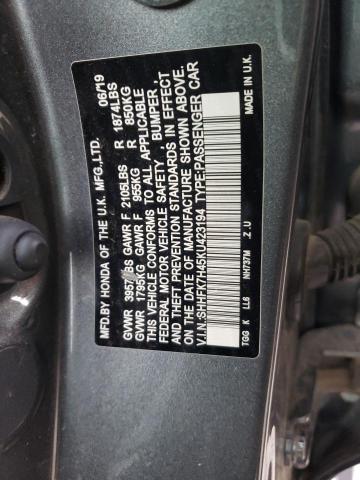 MFD.BY HONDA OF THE U.K. MFG.,LTD. 06/19
GVWR 3957LBS GAWR F 2105LBS R 1874LBS
GVWR 1795KG GAWR F 955KG R 850KG
THIS VEHICLE CONFORMS TO ALL APPLICABLE
FEDERAL MOTOR VEHICLE SAFETY , BUMPER ,
AND THEFT PREVENTION STANDARDS IN EFFECT
ON THE DATE OF MANUFACTURE SHOWN ABOVE.
V.I.N.:SHHFK7H45KU423194 TYPE:PASSENGER CAR
TGG K LL6 NH737M .Z .U MADE IN U.K.